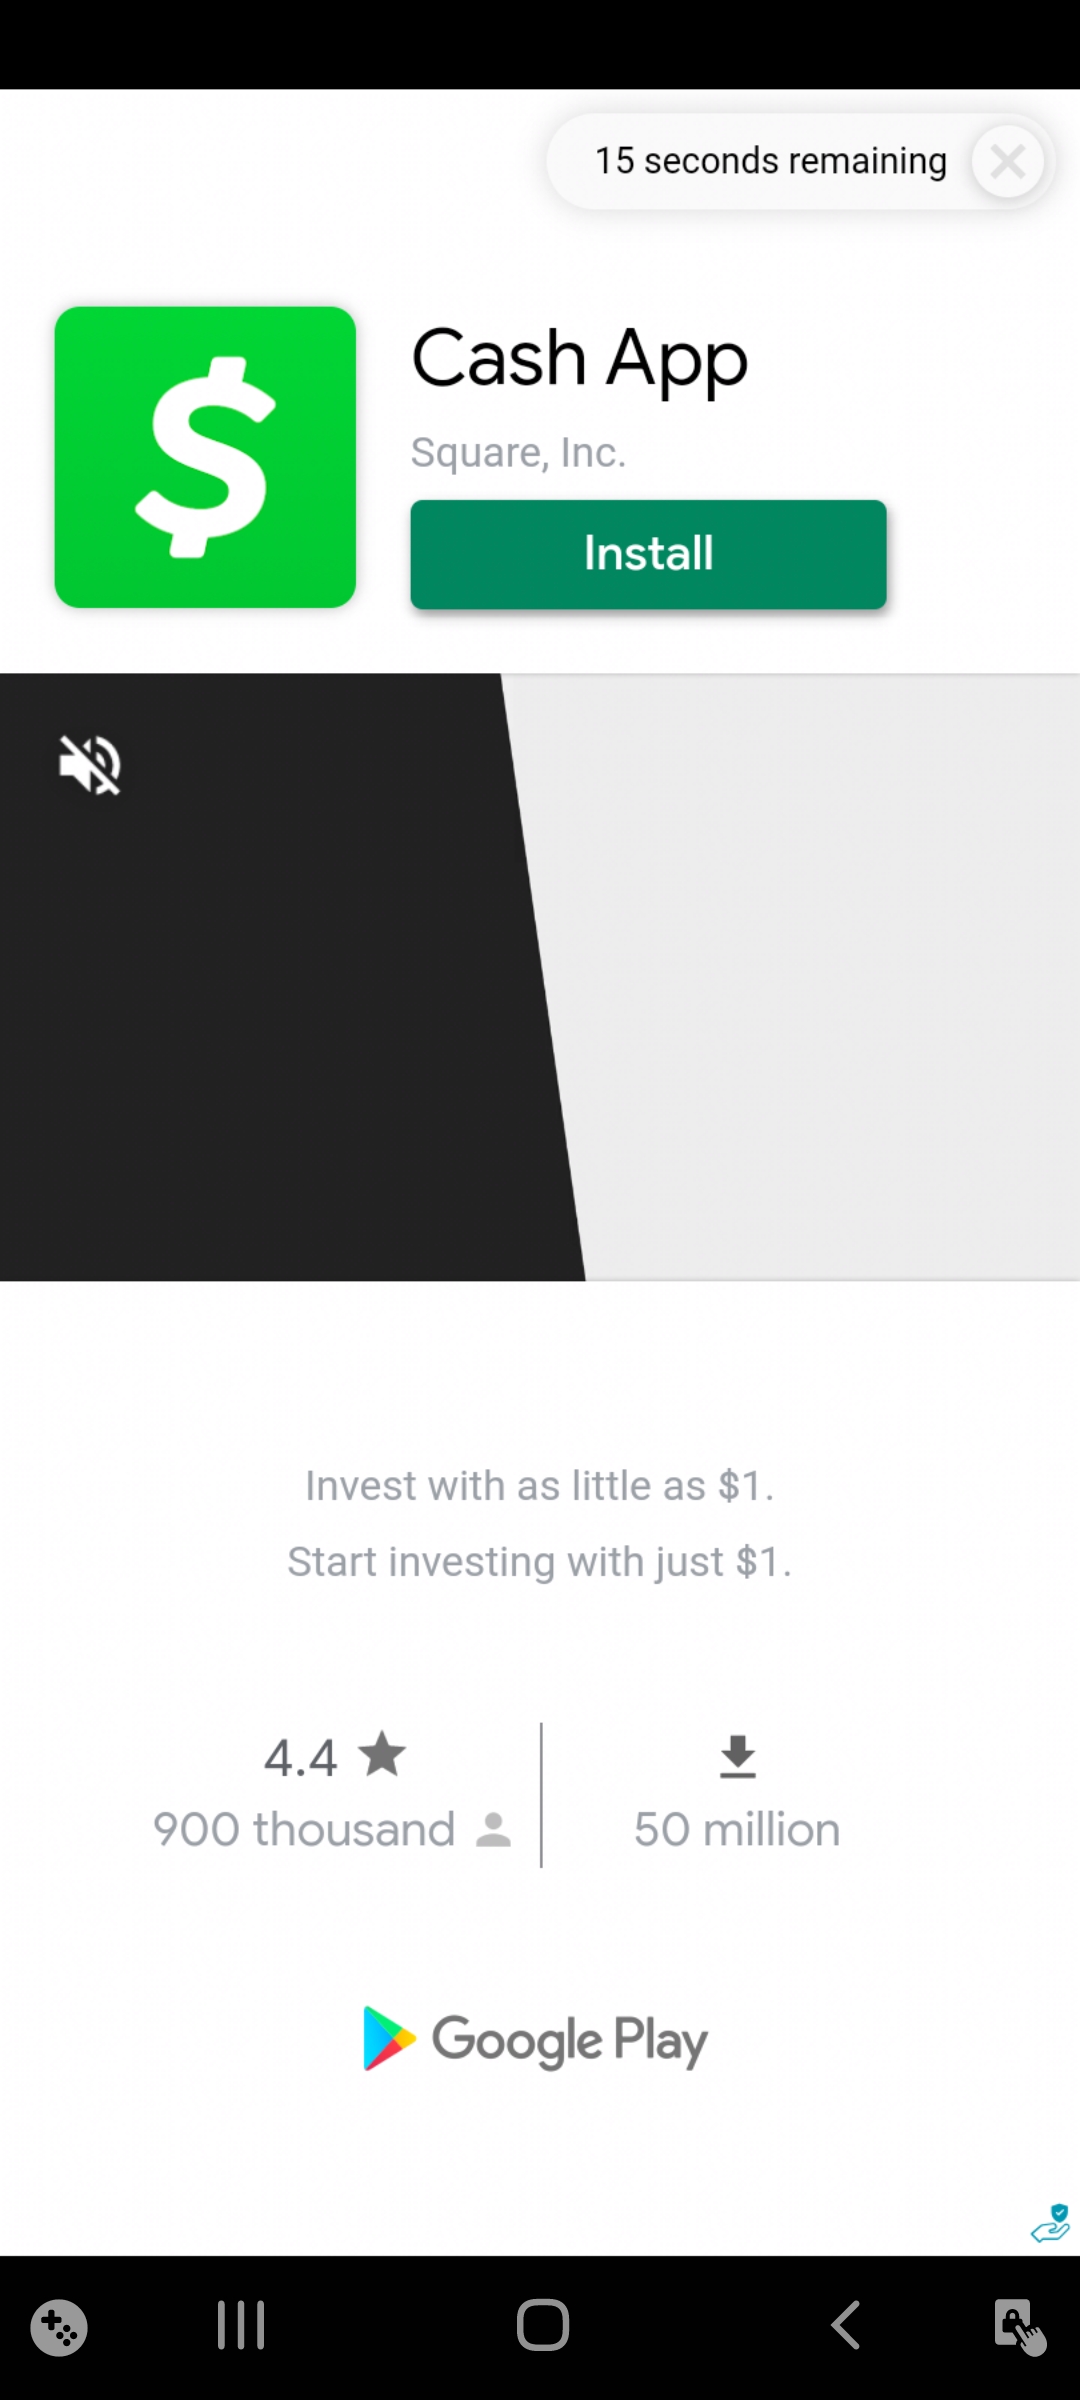 15 seconds remaining
Cash App
Square, Inc.
Install
Invest with as little as $1.
Start investing with just $1.
4.4
900 thousand
50 million
Google Play